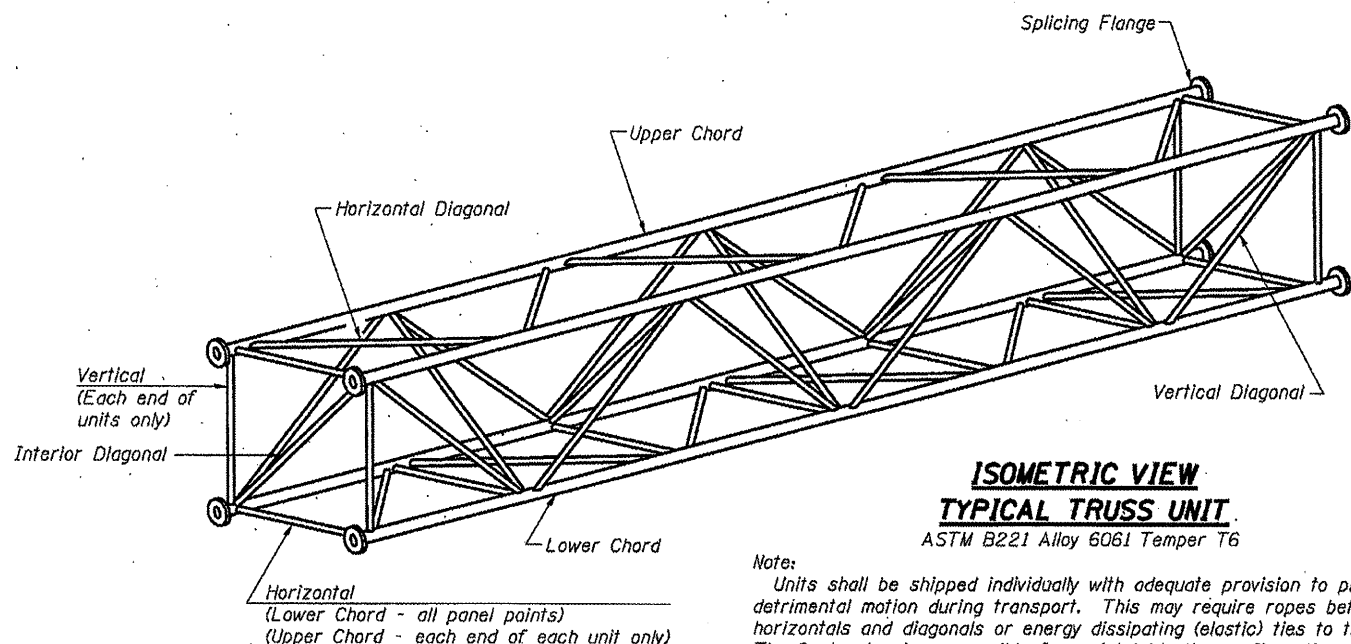 Splicing Flange
Upper Chord
Horizontal Diagonal
Vertical
(Each end of
units only)
Vertical Diagonal
Interior Diagonal
ISOMETRIC VIEW
TYPICAL TRUSS UNIT
ASTM B221 Alloy 6061 Temper T6
Lower Chord
Note:
Units shall be shipped individually with adequate provision to
detrimental motion during transport. This may require ropes
horizontals and diagonals or energy dissipating (elastic) ties to
Horizontal
(Lower Chord - all panel points)
(Upper Chord - each end of each unit only)